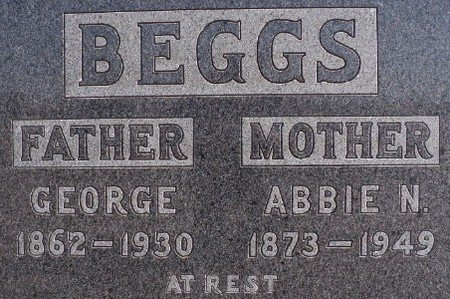 BEGGS
FATHER MOTHER
GEORGE ABBIE N.
1862-1930 1873-1949
AT REST